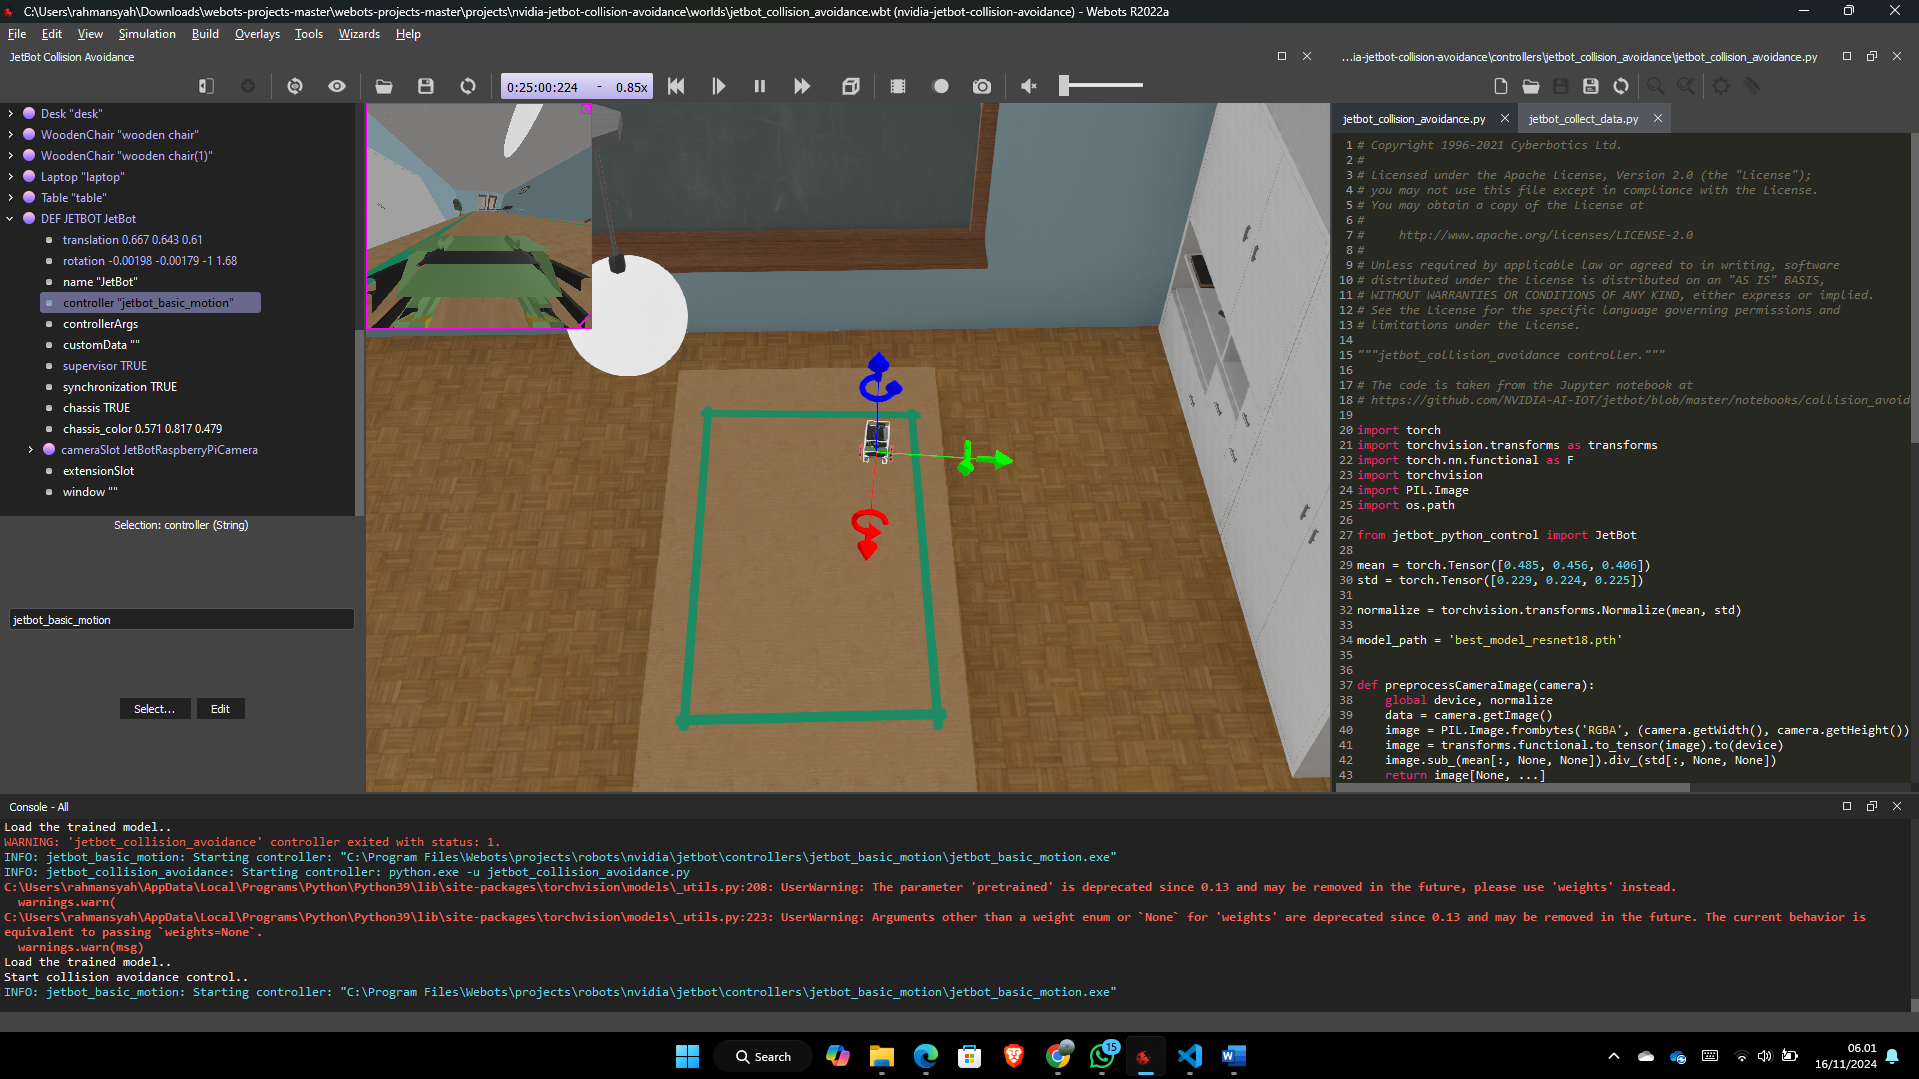 C:\Users\rahmansyah\Downloads\webots-projects-master\webots-projects-master\projects\nvidia-jetbot-collision-avoidance\worlds\jetbot_collision_avoidance.wbt (nvidia-jetbot-collision-avoidance) - Webots R2022a
File Edit View Simulation Build Overlays Tools Wizards Help
JetBot Collision Avoidance
...ia-jetbot-collision-avoidance\controllers\jetbot_collision_avoidance\jetbot_collision_avoidance.py
0:25:00:224 - 0.85x
Desk "desk"
WoodenChair "wooden chair"
WoodenChair "wooden chair(1)"
Laptop "laptop"
Table "table"
DEF JETBOT JetBot
translation 0.667 0.643 0.61
rotation -0.00198 -0.00179 -1 1.68
name "JetBot"
controller "jetbot_basic_motion"
controllerArgs
customData ""
supervisor TRUE
synchronization TRUE
chassis TRUE
chassis_color 0.571 0.817 0.479
cameraSlot JetBotRaspberryPiCamera
extensionSlot
window ""
Selection: controller (String)
jetbot_basic_motion
Select... Edit
jetbot_collision_avoidance.py jetbot_collect_data.py
1 # Copyright 1996-2021 Cyberbotics Ltd.
2 #
3 # Licensed under the Apache License, Version 2.0 (the "License");
4 # you may not use this file except in compliance with the License.
5 # You may obtain a copy of the License at
6 #
7 #     http://www.apache.org/licenses/LICENSE-2.0
8 #
9 # Unless required by applicable law or agreed to in writing, software
10 # distributed under the License is distributed on an "AS IS" BASIS,
11 # WITHOUT WARRANTIES OR CONDITIONS OF ANY KIND, either express or implied.
12 # See the License for the specific language governing permissions and
13 # limitations under the License.
14
15 """jetbot_collision_avoidance controller."""
16
17 # The code is taken from the Jupyter notebook at
18 # https://github.com/NVIDIA-AI-IOT/jetbot/blob/master/notebooks/collision_avoid
19
20 import torch
21 import torchvision.transforms as transforms
22 import torch.nn.functional as F
23 import torchvision
24 import PIL.Image
25 import os.path
26
27 from jetbot_python_control import JetBot
28
29 mean = torch.Tensor([0.485, 0.456, 0.406])
30 std = torch.Tensor([0.229, 0.224, 0.225])
31
32 normalize = torchvision.transforms.Normalize(mean, std)
33
34 model_path = 'best_model_resnet18.pth'
35
36
37 def preprocessCameraImage(camera):
38     global device, normalize
39     data = camera.getImage()
40     image = PIL.Image.frombytes('RGBA', (camera.getWidth(), camera.getHeight())
41     image = transforms.functional.to_tensor(image).to(device)
42     image.sub_(mean[:, None, None]).div_(std[:, None, None])
43     return image[None, ...]
Console - All
Load the trained model..
WARNING: 'jetbot_collision_avoidance' controller exited with status: 1.
INFO: jetbot_basic_motion: Starting controller: "C:\Program Files\Webots\projects\robots\nvidia\jetbot\controllers\jetbot_basic_motion\jetbot_basic_motion.exe"
INFO: jetbot_collision_avoidance: Starting controller: python.exe -u jetbot_collision_avoidance.py
C:\Users\rahmansyah\AppData\Local\Programs\Python\Python39\lib\site-packages\torchvision\models\_utils.py:208: UserWarning: The parameter 'pretrained' is deprecated since 0.13 and may be removed in the future, please use 'weights' instead.
warnings.warn(
C:\Users\rahmansyah\AppData\Local\Programs\Python\Python39\lib\site-packages\torchvision\models\_utils.py:223: UserWarning: Arguments other than a weight enum or `None` for 'weights' are deprecated since 0.13 and may be removed in the future. The current behavior is
equivalent to passing `weights=None`.
warnings.warn(msg)
Load the trained model..
Start collision avoidance control..
INFO: jetbot_basic_motion: Starting controller: "C:\Program Files\Webots\projects\robots\nvidia\jetbot\controllers\jetbot_basic_motion\jetbot_basic_motion.exe"
Search
15
06.01
16/11/2024